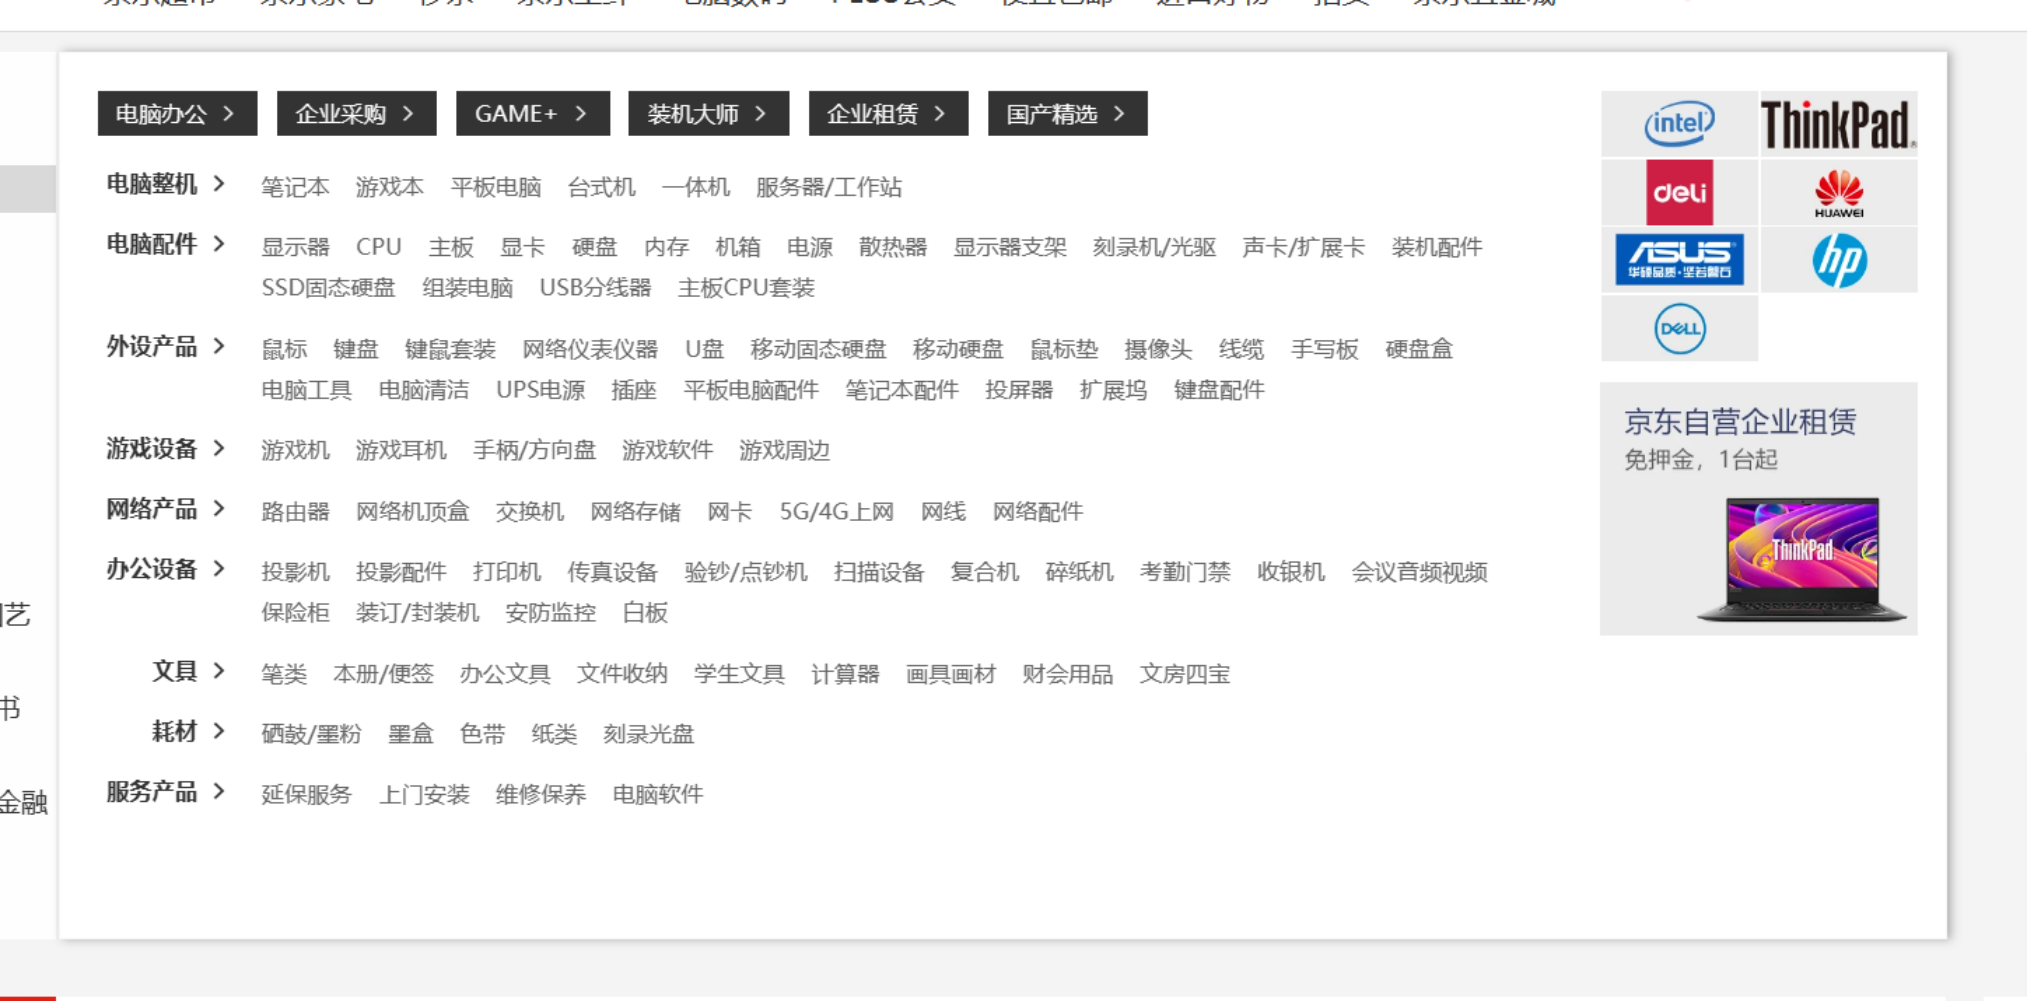 电脑办公 > 企业采购 > GAME+ > 装机大师 > 企业租赁 > 国产精选 >
电脑整机 > 笔记本 游戏本 平板电脑 台式机 一体机 服务器/工作站
电脑配件 > 显示器 CPU 主板 显卡 硬盘 内存 机箱 电源 散热器 显示器支架 刻录机/光驱 声卡/扩展卡 装机配件
SSD固态硬盘 组装电脑 USB分线器 主板CPU套装
外设产品 > 鼠标 键盘 键鼠套装 网络仪表仪器 U盘 移动固态硬盘 移动硬盘 鼠标垫 摄像头 线缆 手写板 硬盘盒
电脑工具 电脑清洁 UPS电源 插座 平板电脑配件 笔记本配件 投屏器 扩展坞 键盘配件
游戏设备 > 游戏机 游戏耳机 手柄/方向盘 游戏软件 游戏周边
网络产品 > 路由器 网络机顶盒 交换机 网络存储 网卡 5G/4G上网 网线 网络配件
办公设备 > 投影机 投影配件 打印机 传真设备 验钞/点钞机 扫描设备 复合机 碎纸机 考勤门禁 收银机 会议音频视频
保险柜 装订/封装机 安防监控 白板
文具 > 笔类 本册/便签 办公文具 文件收纳 学生文具 计算器 画具画材 财会用品 文房四宝
耗材 > 硒鼓/墨粉 墨盒 色带 纸类 刻录光盘
服务产品 > 延保服务 上门安装 维修保养 电脑软件
艺
书
金融
intel ThinkPad
deli HUAWEI
ASUS hp
华硕品质·坚若磐石
DELL
京东自营企业租赁
免押金，1台起
ThinkPad